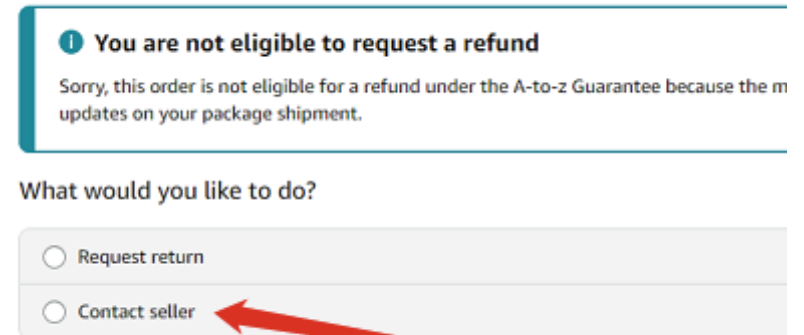 You are not eligible to request a refund
Sorry, this order is not eligible for a refund under the A-to-z Guarantee because the
updates on your package shipment.
What would you like to do?
Request return
Contact seller